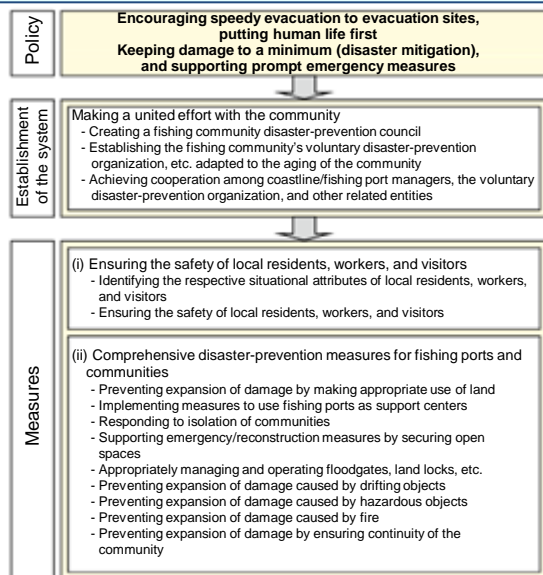 Policy
Encouraging speedy evacuation to evacuation sites,
putting human life first
Keeping damage to a minimum (disaster mitigation),
and supporting prompt emergency measures
Establishment
of the system
Making a united effort with the community
- Creating a fishing community disaster-prevention council
- Establishing the fishing community's voluntary disaster-prevention
organization, etc. adapted to the aging of the community
- Achieving cooperation among coastline/fishing port managers, the voluntary
disaster-prevention organization, and other related entities
Measures
(i) Ensuring the safety of local residents, workers, and visitors
- Identifying the respective situational attributes of local residents, workers,
and visitors
- Ensuring the safety of local residents, workers, and visitors
(ii) Comprehensive disaster-prevention measures for fishing ports and
communities
- Preventing expansion of damage by making appropriate use of land
- Implementing measures to use fishing ports as support centers
- Responding to isolation of communities
- Supporting emergency/reconstruction measures by securing open
spaces
- Appropriately managing and operating floodgates, land locks, etc.
- Preventing expansion of damage caused by drifting objects
- Preventing expansion of damage caused by hazardous objects
- Preventing expansion of damage caused by fire
- Preventing expansion of damage by ensuring continuity of the
community